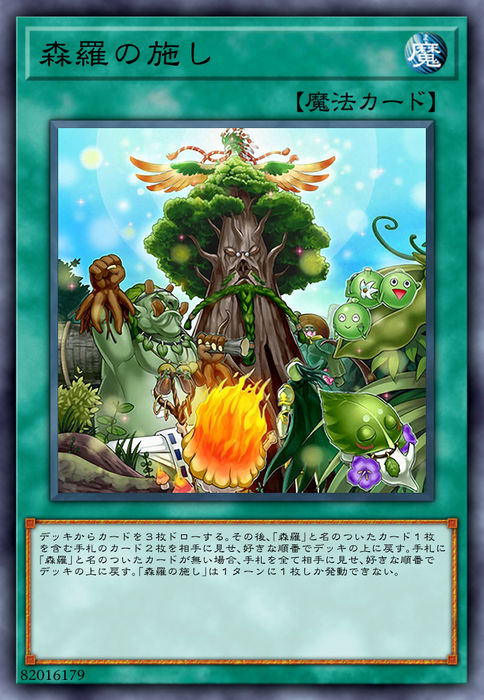 森羅の施し
魔
【魔法カード】
デッキからカードを３枚ドローする。その後、「森羅」と名のついたカード１枚
を含む手札のカード２枚を相手に見せ、好きな順番でデッキの上に戻す。手札に
「森羅」と名のついたカードが無い場合、手札を全て相手に見せ、好きな順番で
デッキの上に戻す。「森羅の施し」は１ターンに１枚しか発動できない。
82016179